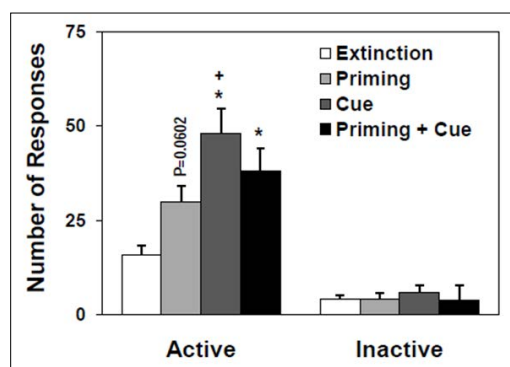 75
50
25
0
Number of Responses
Extinction
Priming
Cue
Priming + Cue
P=0.0602
+
*
*
Active
Inactive